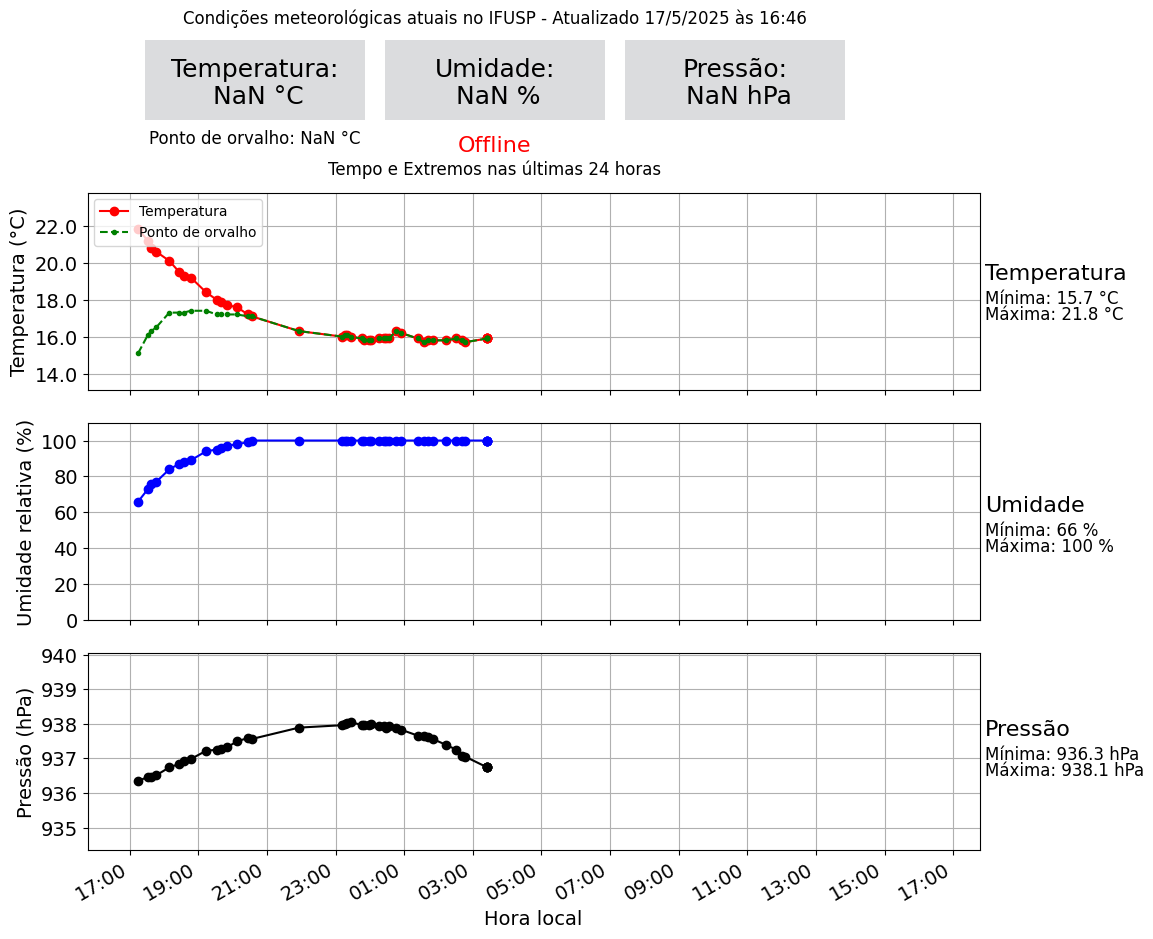 Condições meteorológicas atuais no IFUSP - Atualizado 17/5/2025 às 16:46
Temperatura:
NaN °C
Umidade:
NaN %
Pressão:
NaN hPa
Ponto de orvalho: NaN °C
Offline
Tempo e Extremos nas últimas 24 horas
Temperatura (°C)
22.0
20.0
18.0
16.0
14.0
Temperatura
Ponto de orvalho
Temperatura
Mínima: 15.7 °C
Máxima: 21.8 °C
Umidade relativa (%)
100
80
60
40
20
0
Umidade
Mínima: 66 %
Máxima: 100 %
Pressão (hPa)
940
939
938
937
936
935
Pressão
Mínima: 936.3 hPa
Máxima: 938.1 hPa
17:00 19:00 21:00 23:00 01:00 03:00 05:00 07:00 09:00 11:00 13:00 15:00 17:00
Hora local